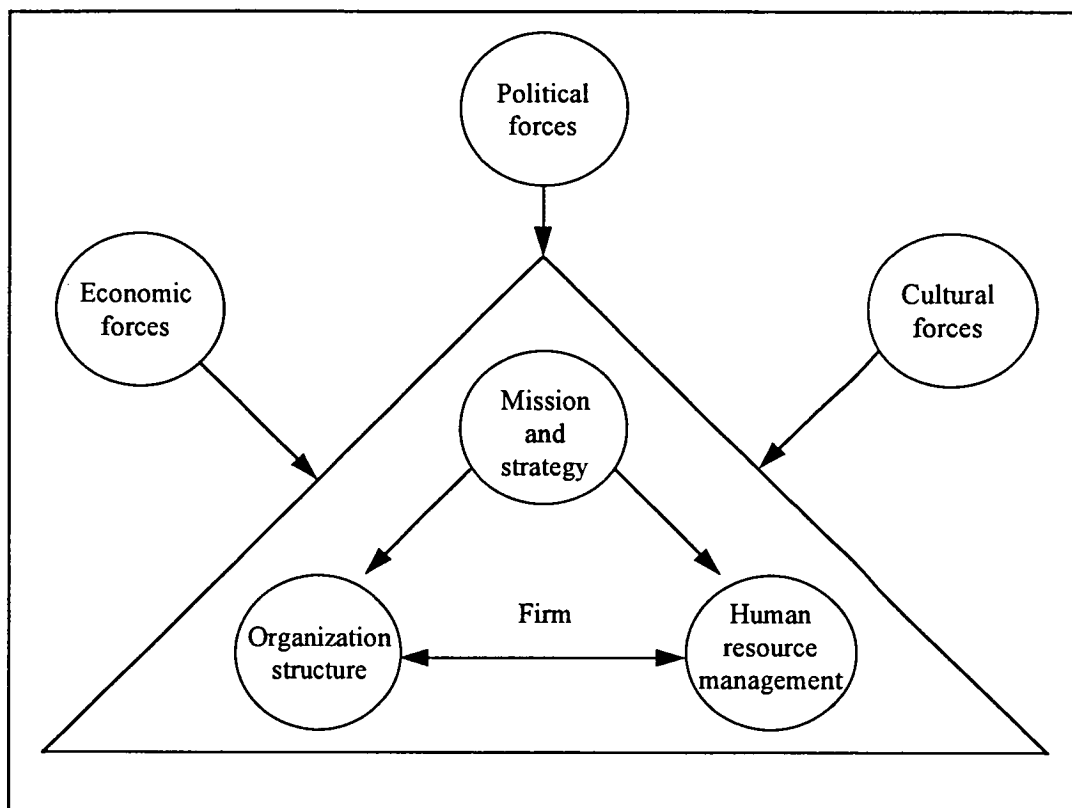 Political
forces
Economic
forces
Cultural
forces
Mission
and
strategy
Organization
structure
Firm
Human
resource
management